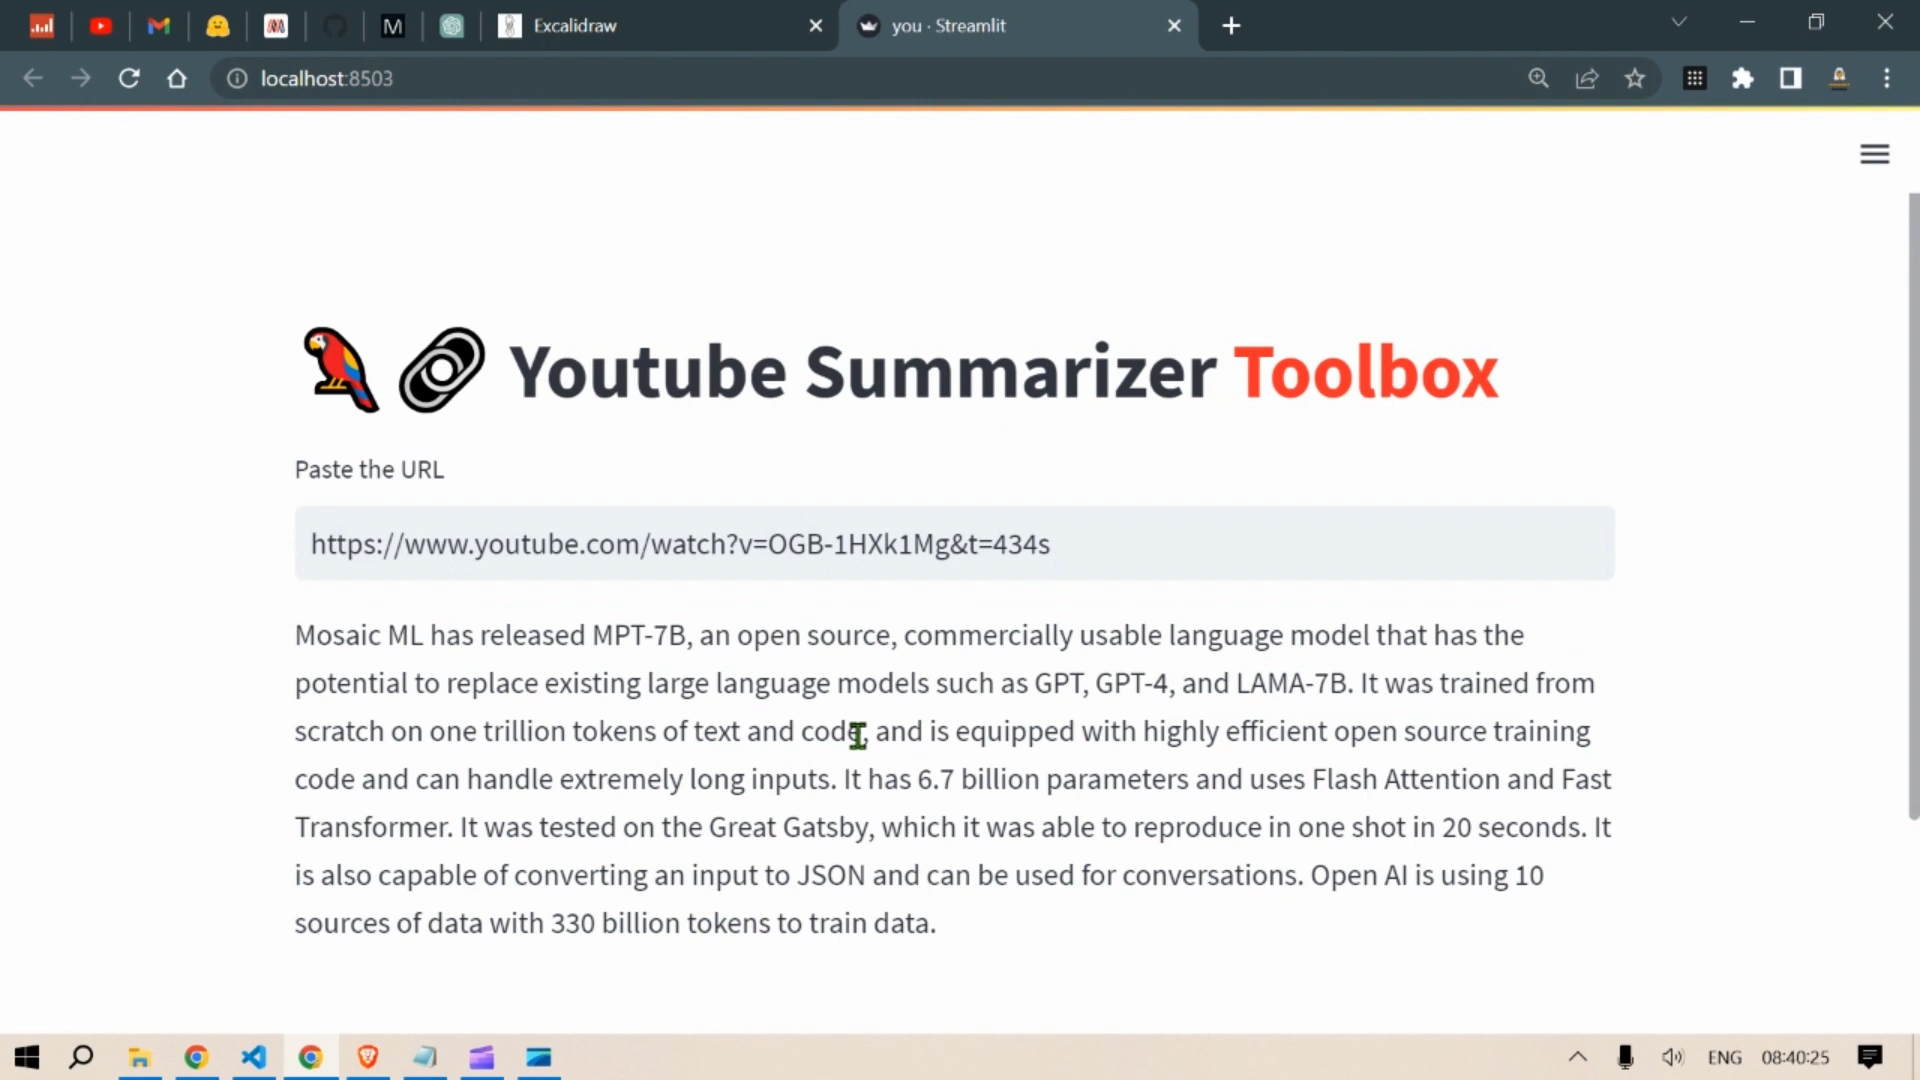 Excalidraw
you · Streamlit
localhost:8503
Youtube Summarizer Toolbox
Paste the URL
https://www.youtube.com/watch?v=OGB-1HXk1Mg&t=434s
Mosaic ML has released MPT-7B, an open source, commercially usable language model that has the
potential to replace existing large language models such as GPT, GPT-4, and LAMA-7B. It was trained from
scratch on one trillion tokens of text and code, and is equipped with highly efficient open source training
code and can handle extremely long inputs. It has 6.7 billion parameters and uses Flash Attention and Fast
Transformer. It was tested on the Great Gatsby, which it was able to reproduce in one shot in 20 seconds. It
is also capable of converting an input to JSON and can be used for conversations. Open AI is using 10
sources of data with 330 billion tokens to train data.
ENG 08:40:25